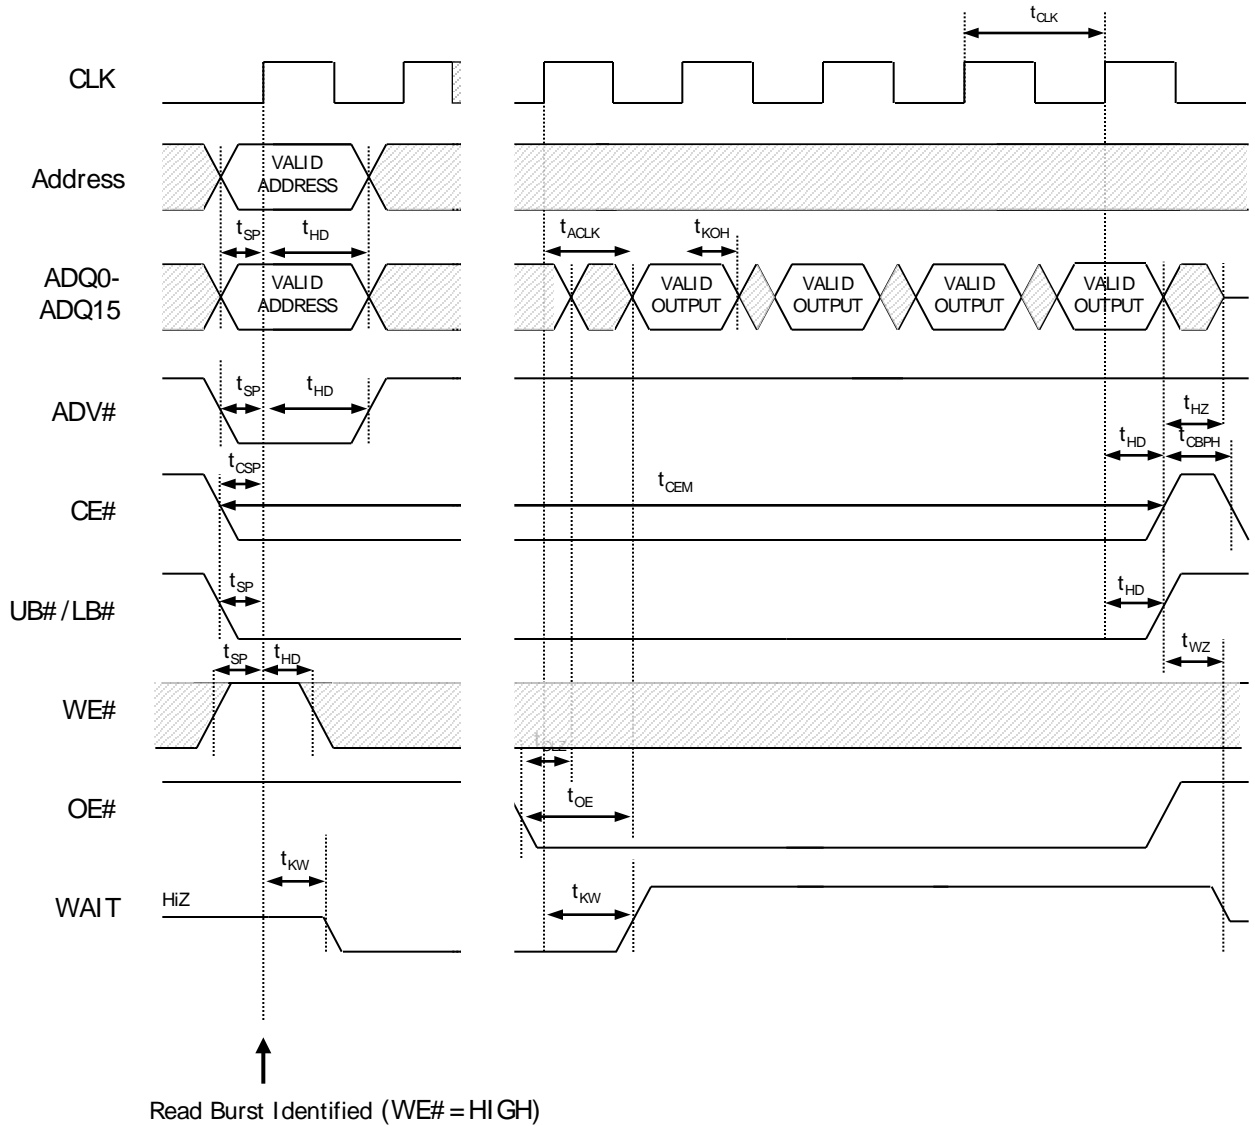 tCLK
CLK
Address
VALID
ADDRESS
tSP
tHD
tACLK
tKOH
ADQ0-
ADQ15
VALID
ADDRESS
VALID
OUTPUT
VALID
OUTPUT
VALID
OUTPUT
VALID
OUTPUT
ADV#
tSP
tHD
tHZ
tHD
tCBPH
CE#
tCSP
tCEM
UB# / LB#
tSP
tHD
tSP
tHD
tWZ
WE#
tOLZ
OE#
tOE
tKW
WAIT
HiZ
tKW
Read Burst Identified (WE# = HIGH)